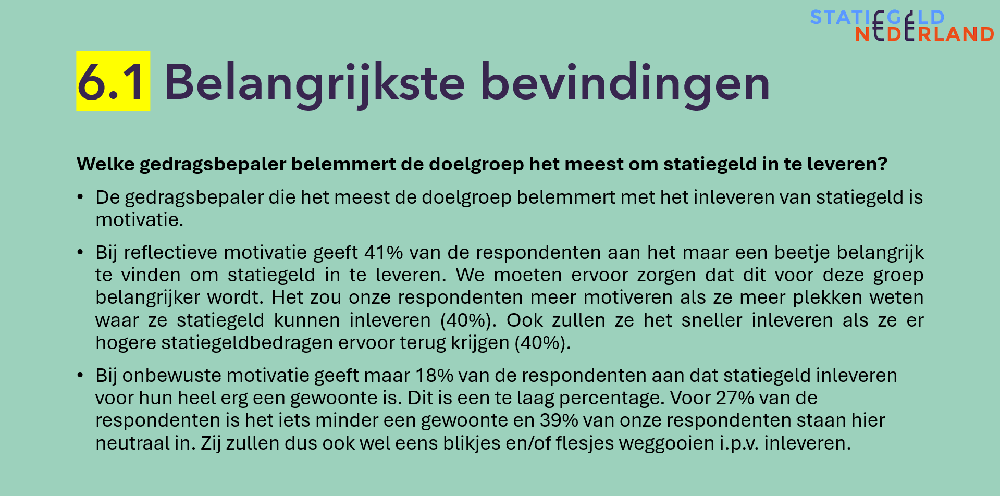 STATIEGELD
NEDERLAND
6.1 Belangrijkste bevindingen
Welke gedragsbepaler belemmert de doelgroep het meest om statiegeld in te leveren?
• De gedragsbepaler die het meest de doelgroep belemmert met het inleveren van statiegeld is
motivatie.
• Bij reflectieve motivatie geeft 41% van de respondenten aan het maar een beetje belangrijk
te vinden om statiegeld in te leveren. We moeten ervoor zorgen dat dit voor deze groep
belangrijker wordt. Het zou onze respondenten meer motiveren als ze meer plekken weten
waar ze statiegeld kunnen inleveren (40%). Ook zullen ze het sneller inleveren als ze er
hogere statiegeldbedragen ervoor terug krijgen (40%).
• Bij onbewuste motivatie geeft maar 18% van de respondenten aan dat statiegeld inleveren
voor hun heel erg een gewoonte is. Dit is een te laag percentage. Voor 27% van de
respondenten is het iets minder een gewoonte en 39% van onze respondenten staan hier
neutraal in. Zij zullen dus ook wel eens blikjes en/of flesjes weggooien i.p.v. inleveren.